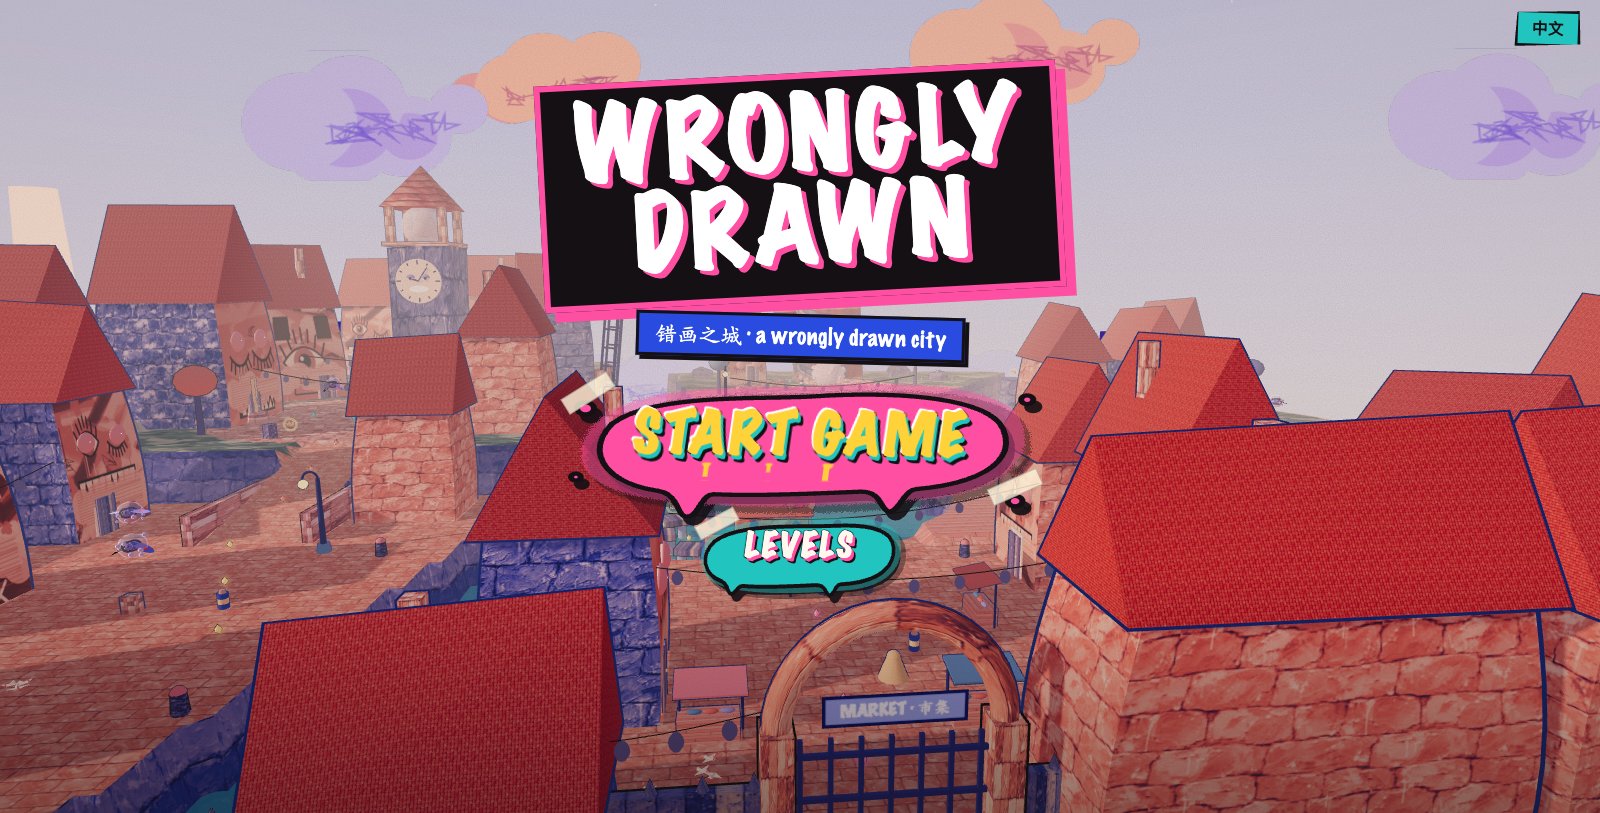 中文
WRONGLY
DRAWN
错画之城·a wrongly drawn city
START GAME
LEVELS
MARKET·市集